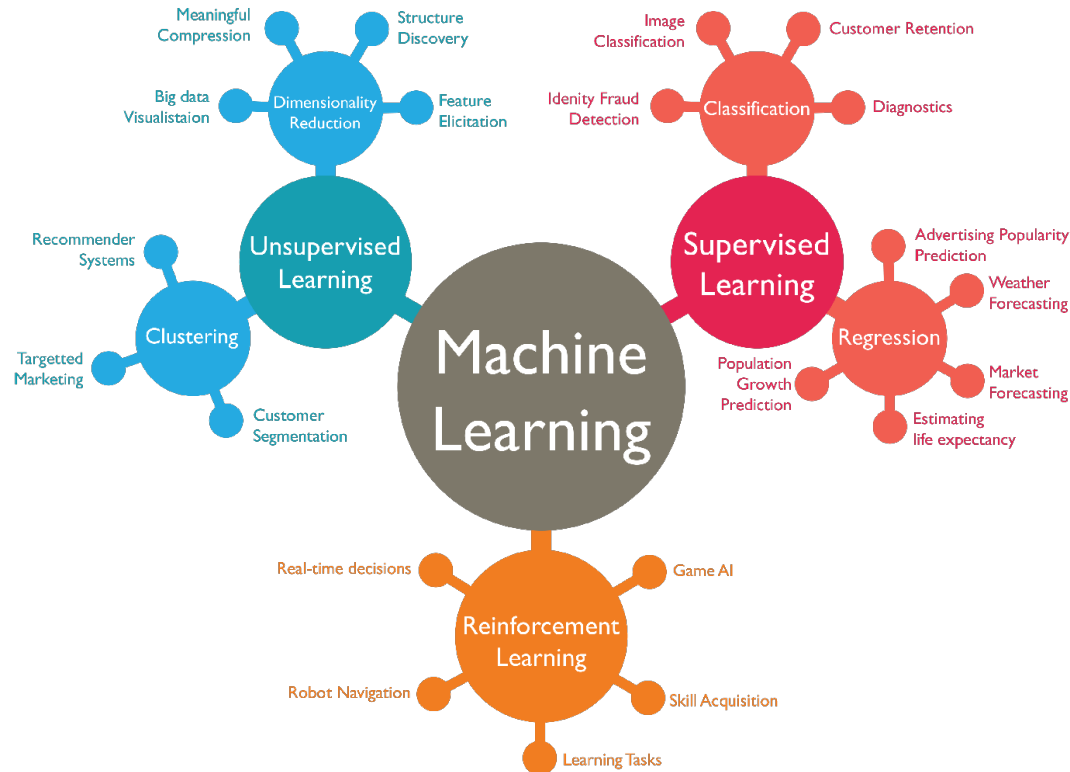 Meaningful
Compression
Structure
Discovery
Big data
Visualistaion
Dimensionality
Reduction
Feature
Elicitation
Image
Classification
Customer Retention
Idenity Fraud
Detection
Classification
Diagnostics
Unsupervised
Learning
Recommender
Systems
Clustering
Targetted
Marketing
Customer
Segmentation
Machine
Learning
Supervised
Learning
Advertising Popularity
Prediction
Weather
Forecasting
Regression
Population
Growth
Prediction
Market
Forecasting
Estimating
life expectancy
Real-time decisions
Game AI
Reinforcement
Learning
Robot Navigation
Skill Acquisition
Learning Tasks